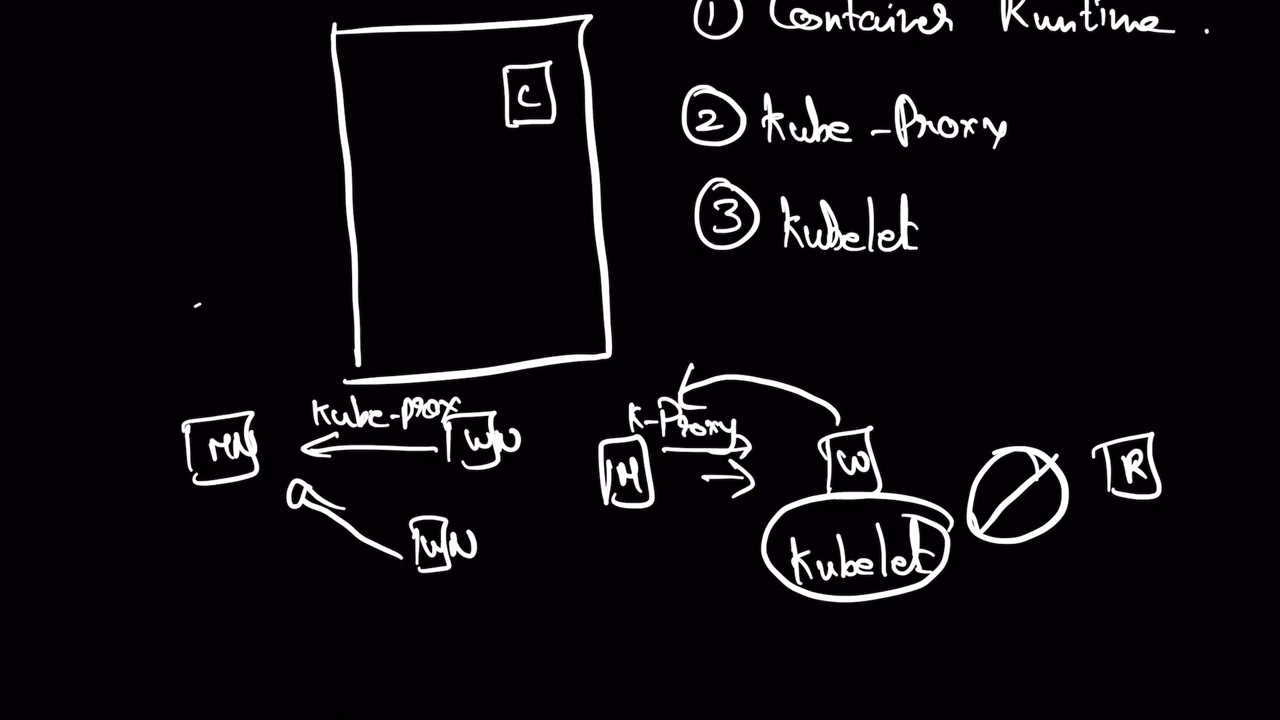 ① Container Runtime.
C
② Kube-Proxy
③ Kubelet
Kube-prox
MN
WN
K-Proxy
M
W
R
WN
Kubelet